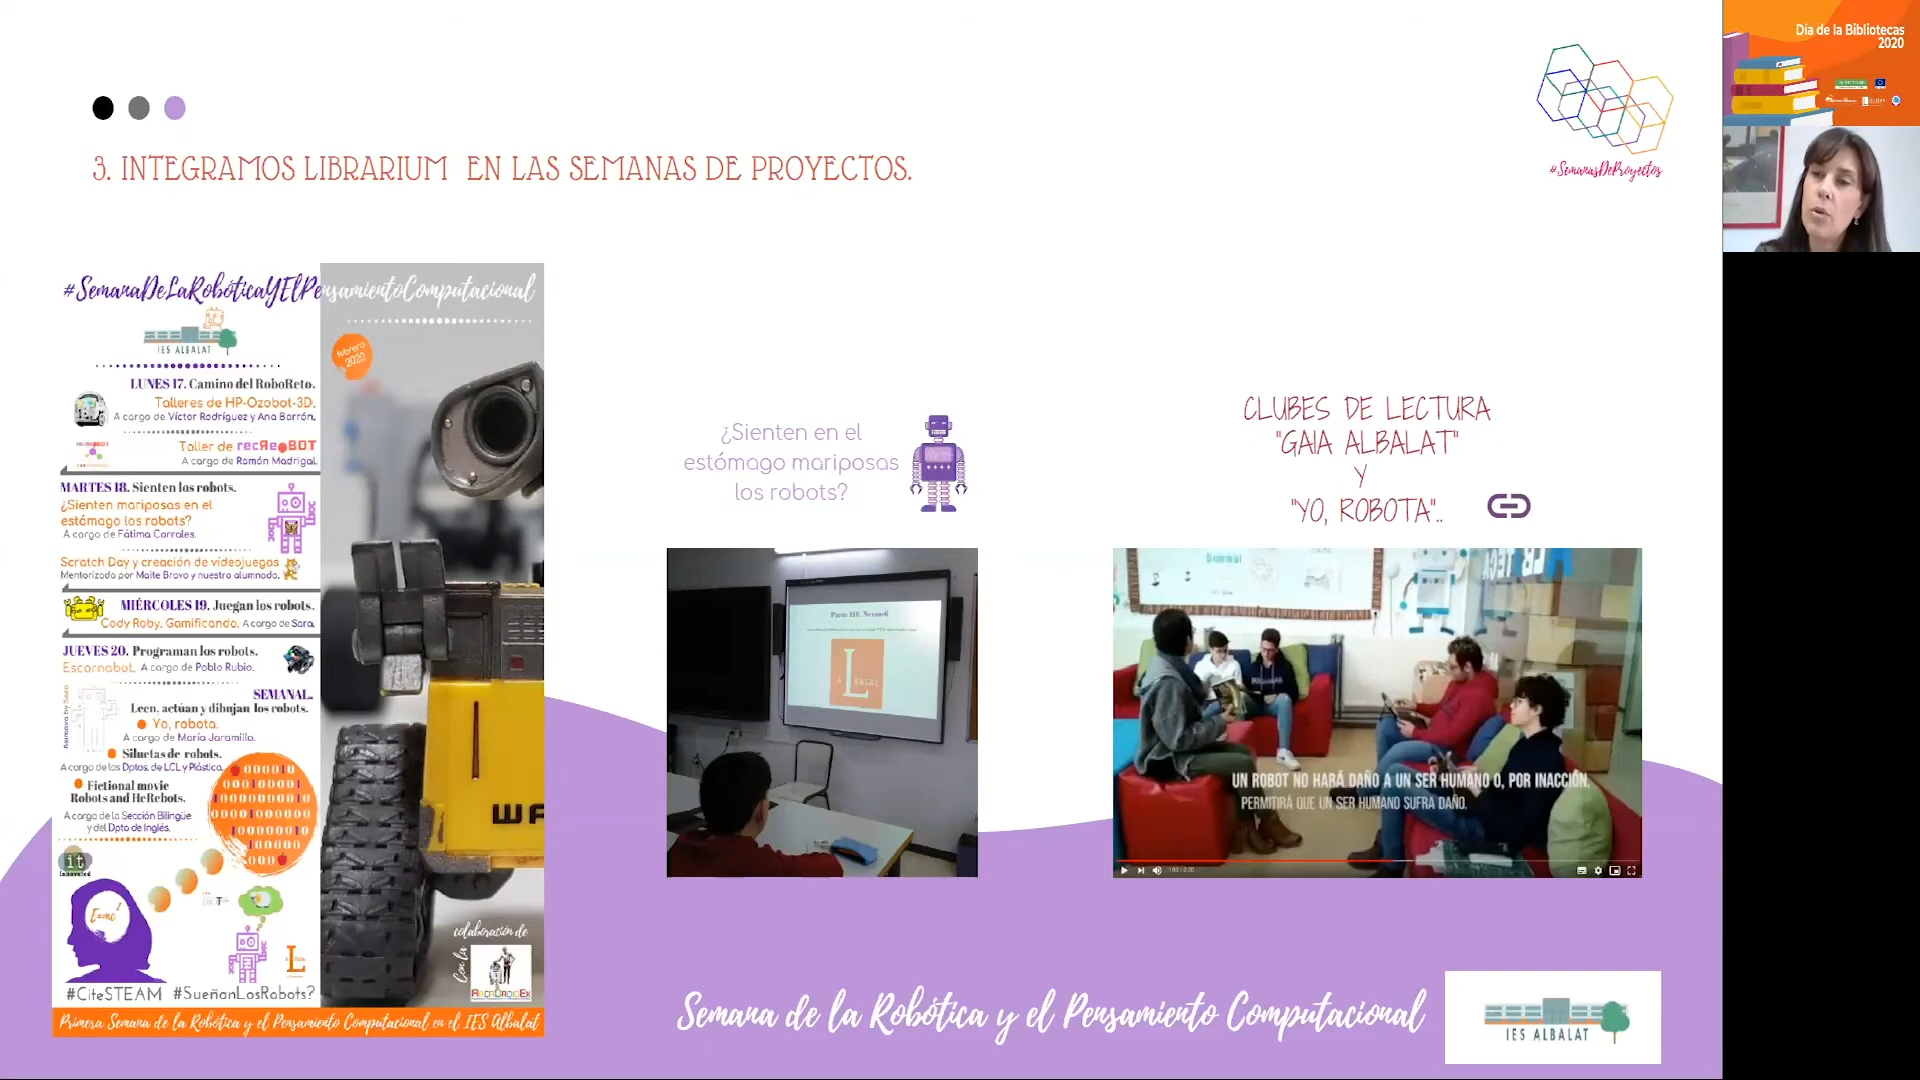 3. INTEGRAMOS LIBRARIUM EN LAS SEMANAS DE PROYECTOS.
#SemanasDeProyectos
Día de la Bibliotecas
2020
#SemanaDeLaRobóticaYElPensamientoComputacional
IES ALBALAT
febrero
2020
LUNES 17. Camino del RoboReto.
Talleres de HP-Ozobot-3D.
A cargo de Víctor Rodríguez y Ana Barrón.
Taller de recReoBOT
A cargo de Ramón Madrigal.
MARTES 18. Sienten los robots.
¿Sienten mariposas en el
estómago los robots?
A cargo de Fátima Corrales.
Scratch Day y creación de videojuegos
Mentorizado por Maite Bravo y nuestro alumnado.
MIÉRCOLES 19. Juegan los robots.
Cody Roby. Gamificando. A cargo de Sara.
JUEVES 20. Programan los robots.
Escornabot. A cargo de Pablo Rubio.
SEMANAL.
Leen, actúan y dibujan los robots.
Yo, robota.
A cargo de María Jaramillo.
Siluetas de robots.
A cargo de los Dptos. de LCL y Plástica.
Fictional movie
Robots and HeRebots.
A cargo de la Sección Bilingüe
y del Dpto de Inglés.
it
E=mc²
L
#CiteSTEAM #SueñanLosRobots?
WA
Con la
colaboración de
ARCADROIDEX
Primera Semana de la Robótica y el Pensamiento Computacional en el IES Albalat
¿Sienten en el
estómago mariposas
los robots?
L
ALBALAT
CLUBES DE LECTURA
"GAIA ALBALAT"
Y
"YO, ROBOTA"..
UN ROBOT NO HARÁ DAÑO A UN SER HUMANO O, POR INACCIÓN,
PERMITIRÁ QUE UN SER HUMANO SUFRA DAÑO.
Semana de la Robótica y el Pensamiento Computacional
IES ALBALAT